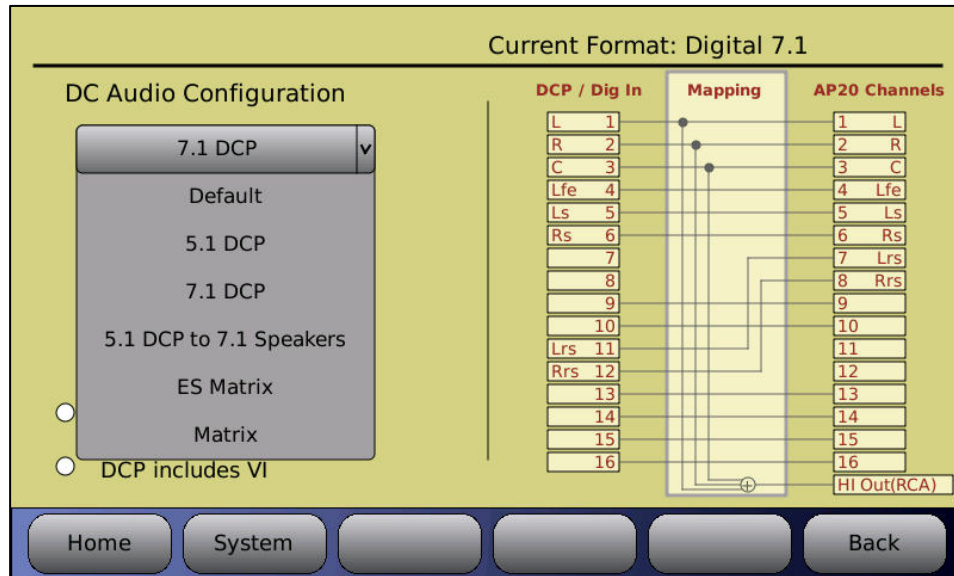 Current Format: Digital 7.1
DC Audio Configuration
7.1 DCP
v
Default
5.1 DCP
7.1 DCP
5.1 DCP to 7.1 Speakers
ES Matrix
Matrix
DCP includes VI
DCP / Dig In
Mapping
AP20 Channels
L 1
R 2
C 3
Lfe 4
Ls 5
Rs 6
7
8
9
10
Lrs 11
Rrs 12
13
14
15
16
1 L
2 R
3 C
4 Lfe
5 Ls
6 Rs
7 Lrs
8 Rrs
9
10
11
12
13
14
15
16
HI Out(RCA)
Home
System
Back